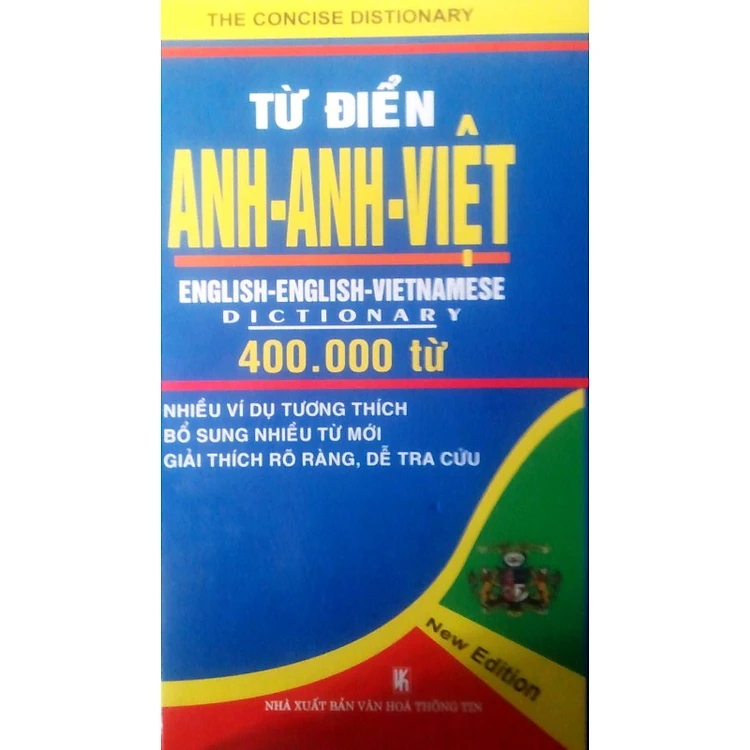 THE CONCISE DISTIONARY
TỪ ĐIỂN
ANH-ANH-VIỆT
ENGLISH-ENGLISH-VIETNAMESE
DICTIONARY
400.000 từ
NHIỀU VÍ DỤ TƯƠNG THÍCH
BỔ SUNG NHIỀU TỪ MỚI
GIẢI THÍCH RÕ RÀNG, DỄ TRA CỨU
New Edition
NHÀ XUẤT BẢN VĂN HOÁ THÔNG TIN